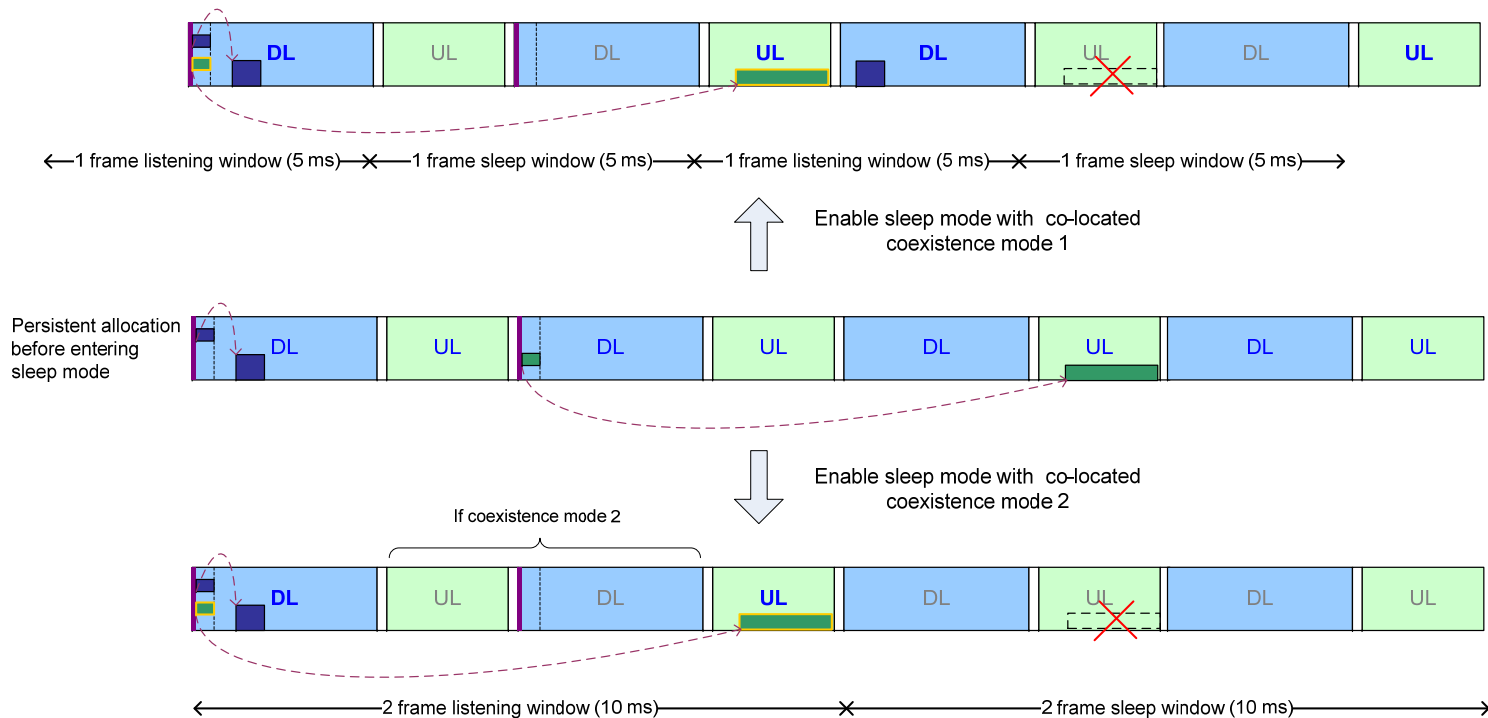 DL UL DL UL DL UL DL UL
1 frame listening window (5 ms) 1 frame sleep window (5 ms) 1 frame listening window (5 ms) 1 frame sleep window (5 ms)
Enable sleep mode with co-located
coexistence mode 1
Persistent allocation
before entering
sleep mode
DL UL DL UL DL UL DL UL
Enable sleep mode with co-located
coexistence mode 2
If coexistence mode 2
DL UL DL UL DL UL DL UL
2 frame listening window (10 ms) 2 frame sleep window (10 ms)